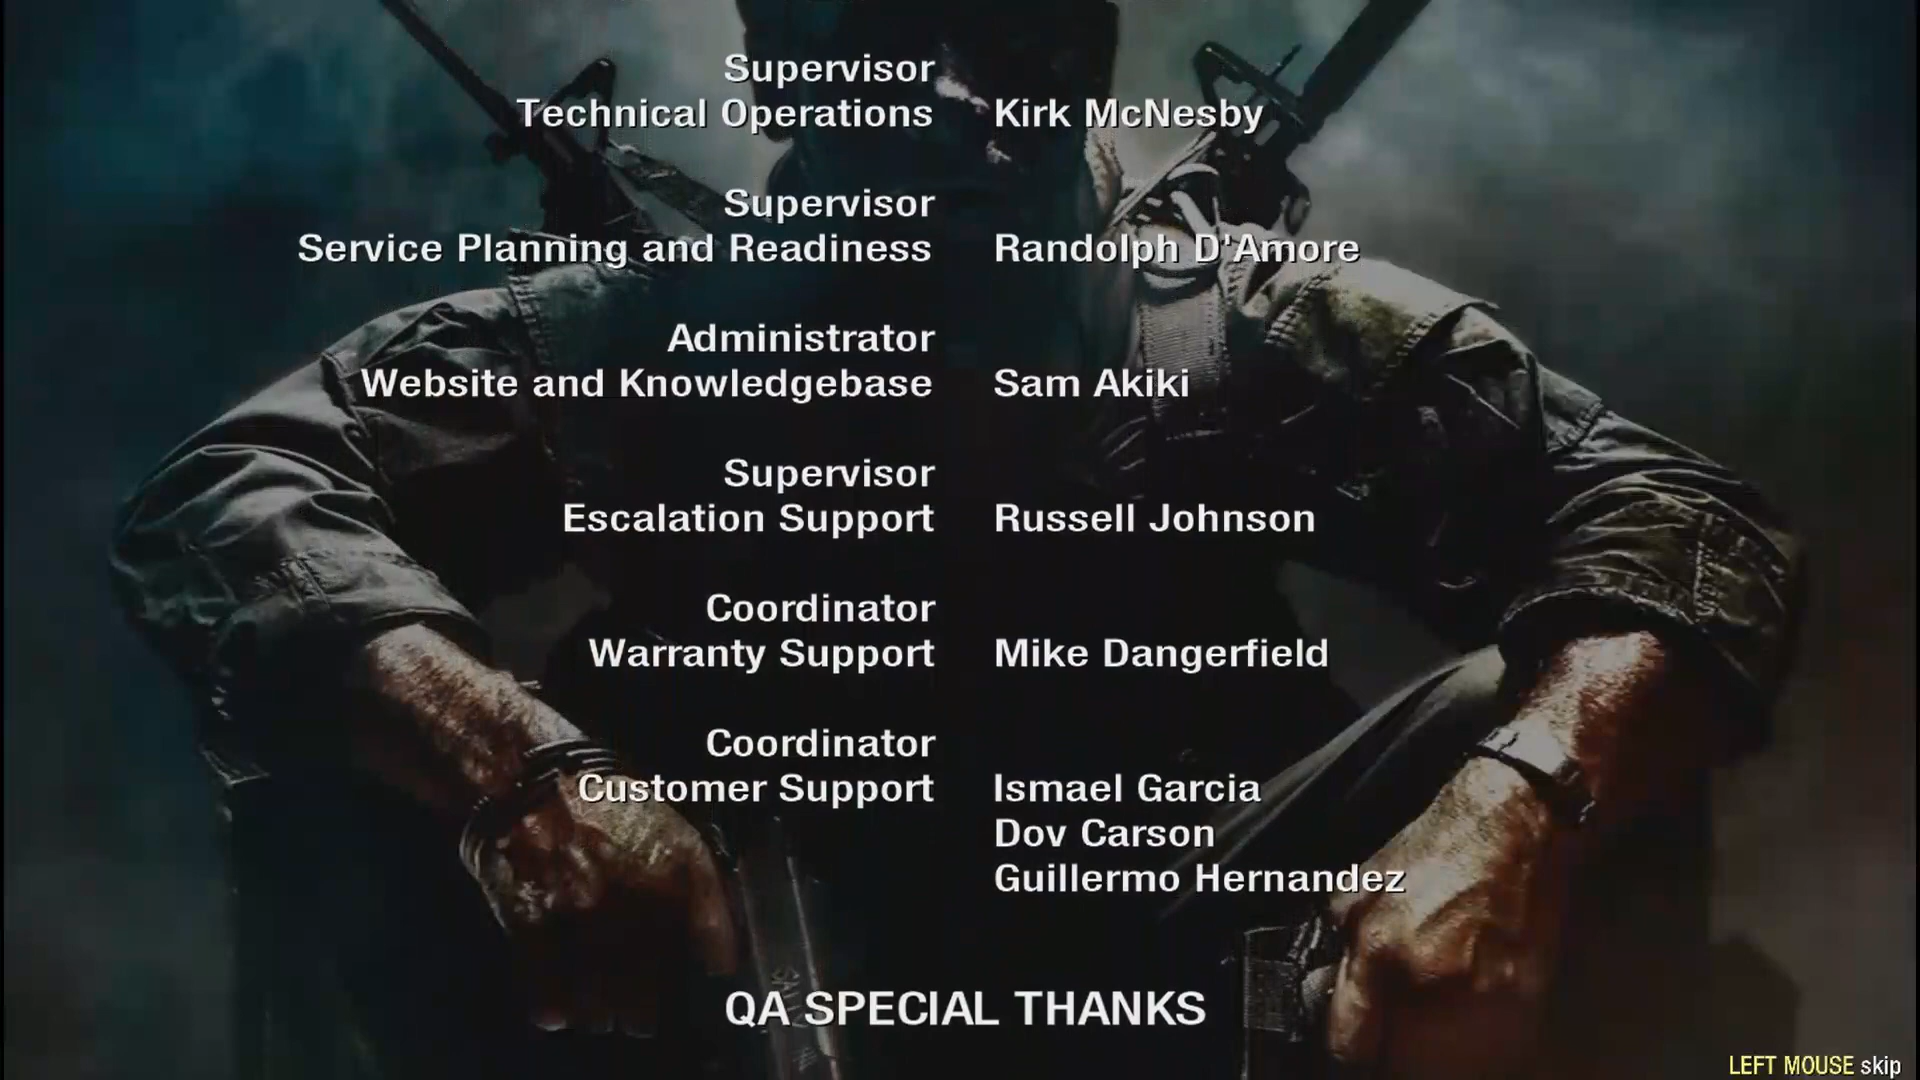 Supervisor
Technical Operations Kirk McNesby
Supervisor
Service Planning and Readiness Randolph D'Amore
Administrator
Website and Knowledgebase Sam Akiki
Supervisor
Escalation Support Russell Johnson
Coordinator
Warranty Support Mike Dangerfield
Coordinator
Customer Support Ismael Garcia
Dov Carson
Guillermo Hernandez
QA SPECIAL THANKS
LEFT MOUSE skip